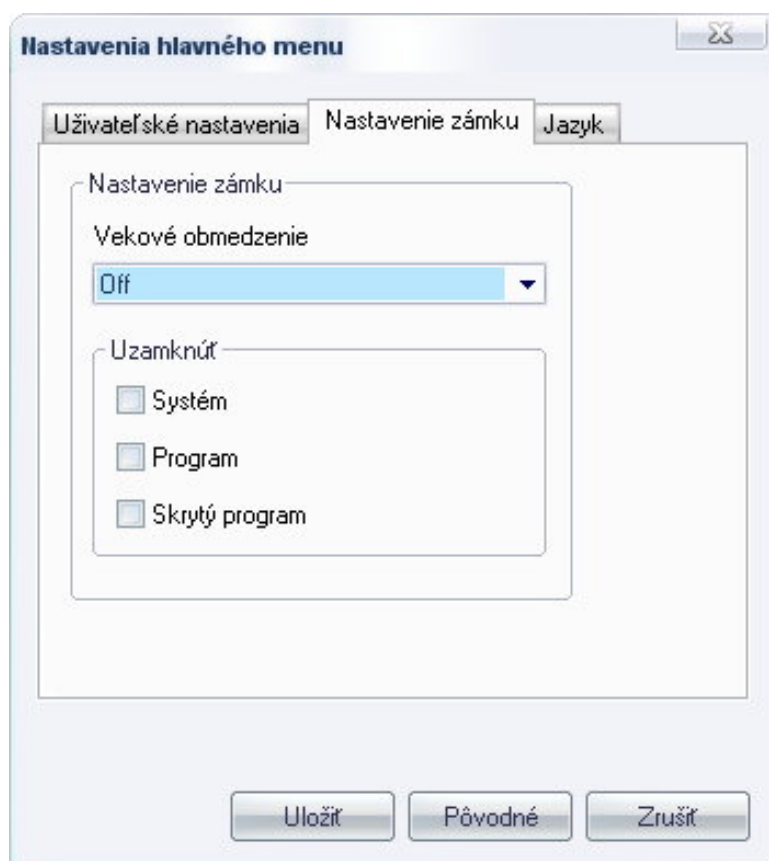 Nastavenia hlavného menu
Uživateľské nastavenia
Nastavenie zámku
Jazyk
Nastavenie zámku
Vekové obmedzenie
Off
Uzamknúť
Systém
Program
Skrytý program
Uložiť
Pôvodné
Zrušiť